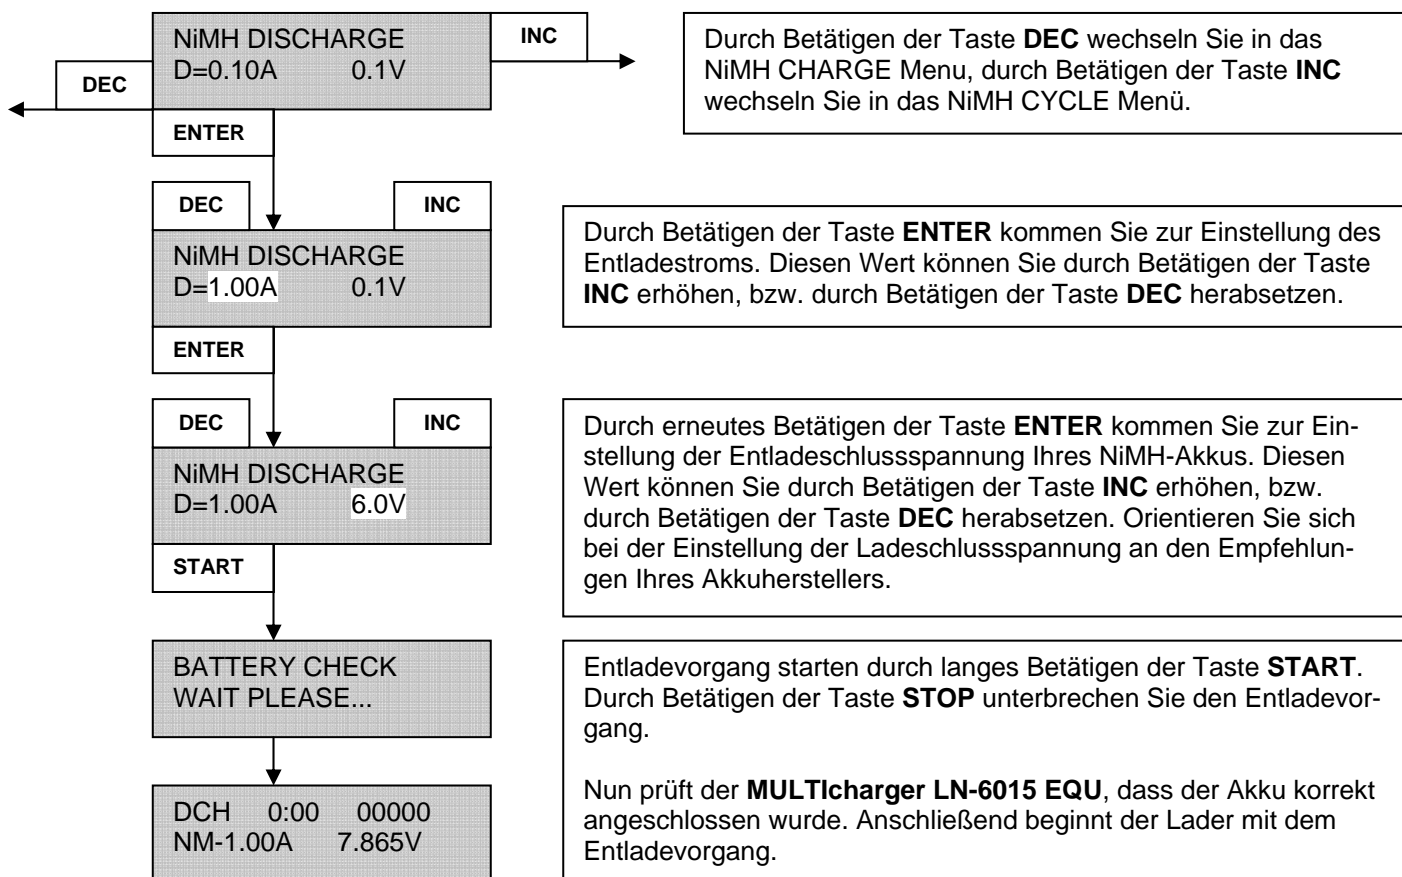 NiMH DISCHARGE
D=0.10A 0.1V
INC
DEC
ENTER
Durch Betätigen der Taste DEC wechseln Sie in das
NiMH CHARGE Menu, durch Betätigen der Taste INC
wechseln Sie in das NiMH CYCLE Menü.
DEC
INC
NiMH DISCHARGE
D=1.00A 0.1V
ENTER
Durch Betätigen der Taste ENTER kommen Sie zur Einstellung des
Entladestroms. Diesen Wert können Sie durch Betätigen der Taste
INC erhöhen, bzw. durch Betätigen der Taste DEC herabsetzen.
DEC
INC
NiMH DISCHARGE
D=1.00A 6.0V
START
Durch erneutes Betätigen der Taste ENTER kommen Sie zur Ein-
stellung der Entladeschlussspannung Ihres NiMH-Akkus. Diesen
Wert können Sie durch Betätigen der Taste INC erhöhen, bzw.
durch Betätigen der Taste DEC herabsetzen. Orientieren Sie sich
bei der Einstellung der Ladeschlussspannung an den Empfehlun-
gen Ihres Akkuherstellers.
BATTERY CHECK
WAIT PLEASE...
DCH 0:00 00000
NM-1.00A 7.865V
Entladevorgang starten durch langes Betätigen der Taste START.
Durch Betätigen der Taste STOP unterbrechen Sie den Entladevor-
gang.
Nun prüft der MULTIcharger LN-6015 EQU, dass der Akku korrekt
angeschlossen wurde. Anschließend beginnt der Lader mit dem
Entladevorgang.